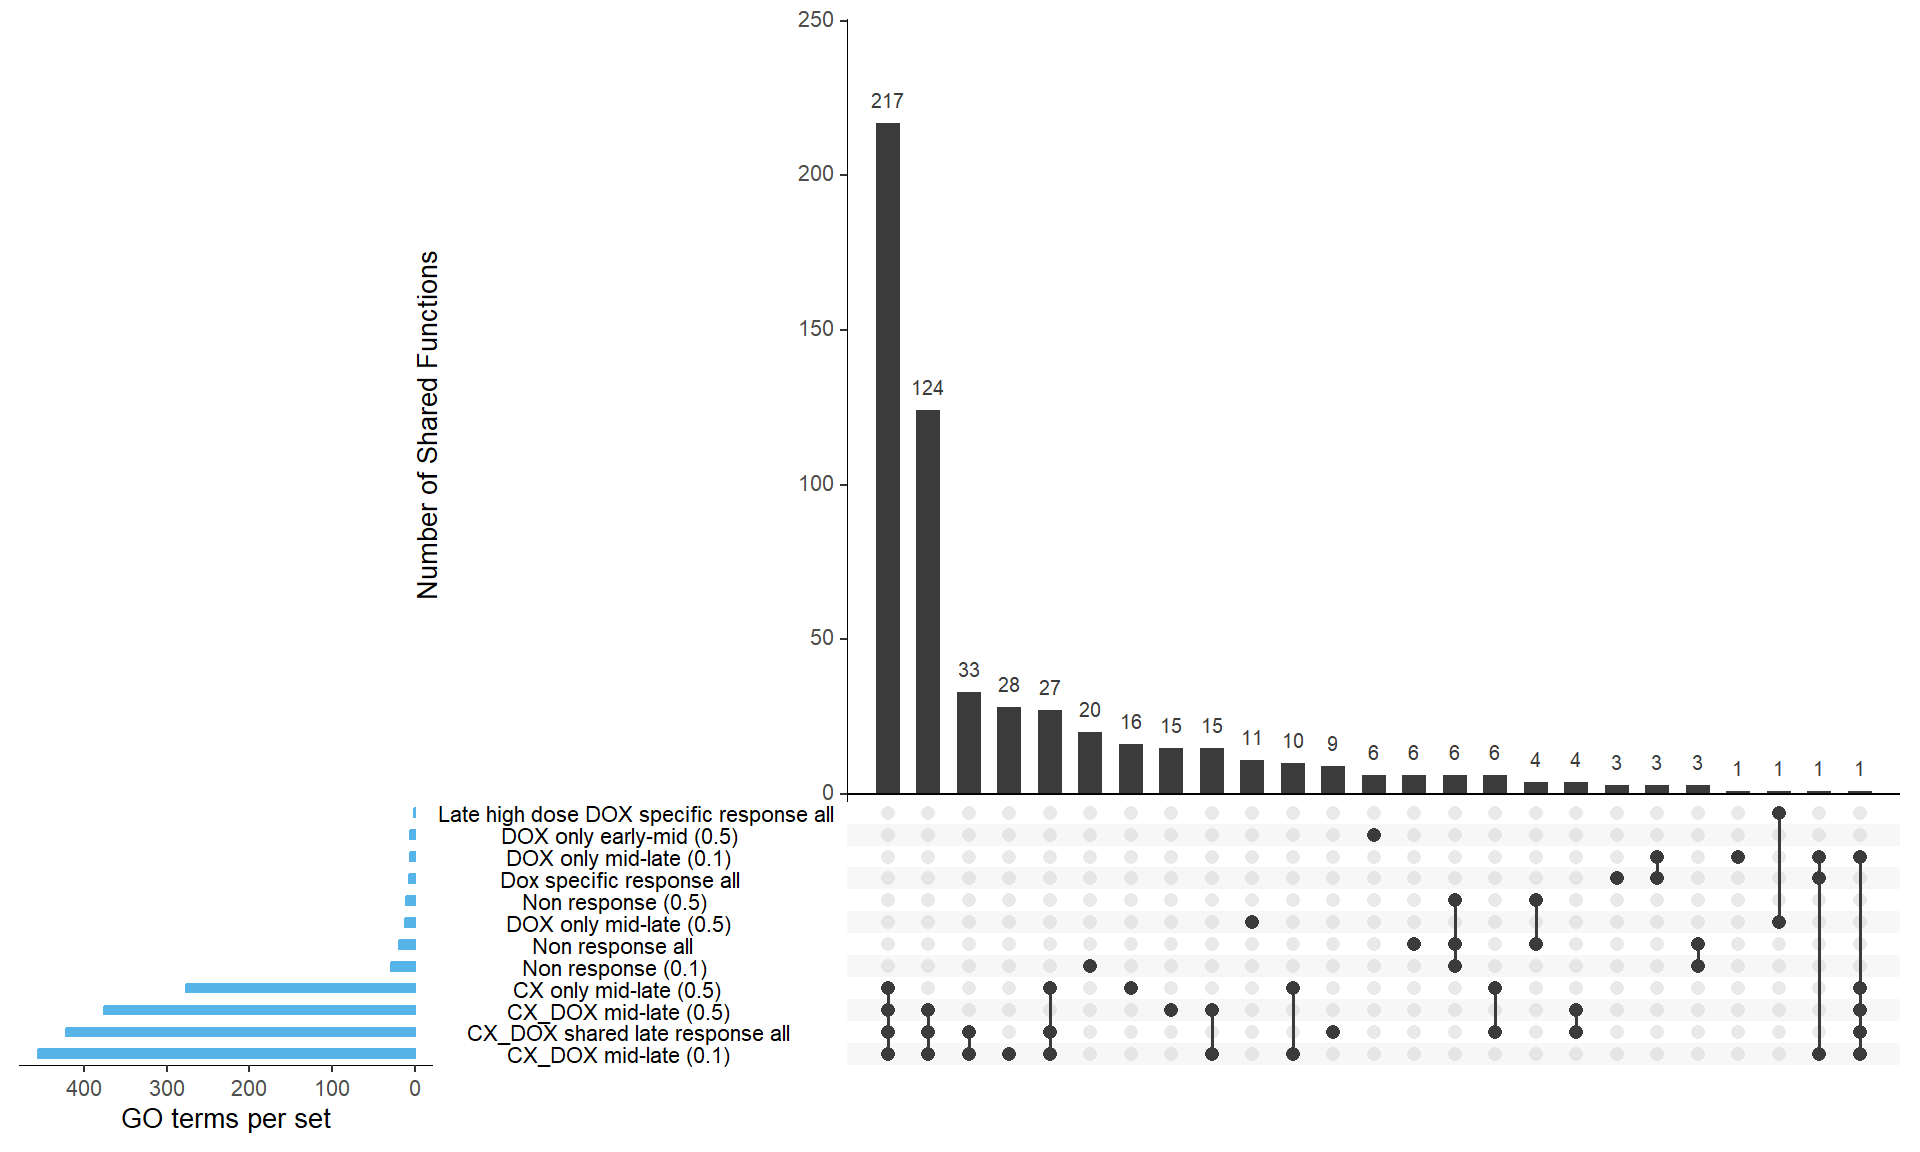 250
200
150
100
50
0
Number of Shared Functions
217
124
33
28
27
20
16
15
15
11
10
9
6
6
6
6
4
4
3
3
3
1
1
1
1
Late high dose DOX specific response all
DOX only early-mid (0.5)
DOX only mid-late (0.1)
Dox specific response all
Non response (0.5)
DOX only mid-late (0.5)
Non response all
Non response (0.1)
CX only mid-late (0.5)
CX_DOX mid-late (0.5)
CX_DOX shared late response all
CX_DOX mid-late (0.1)
400 300 200 100 0
GO terms per set